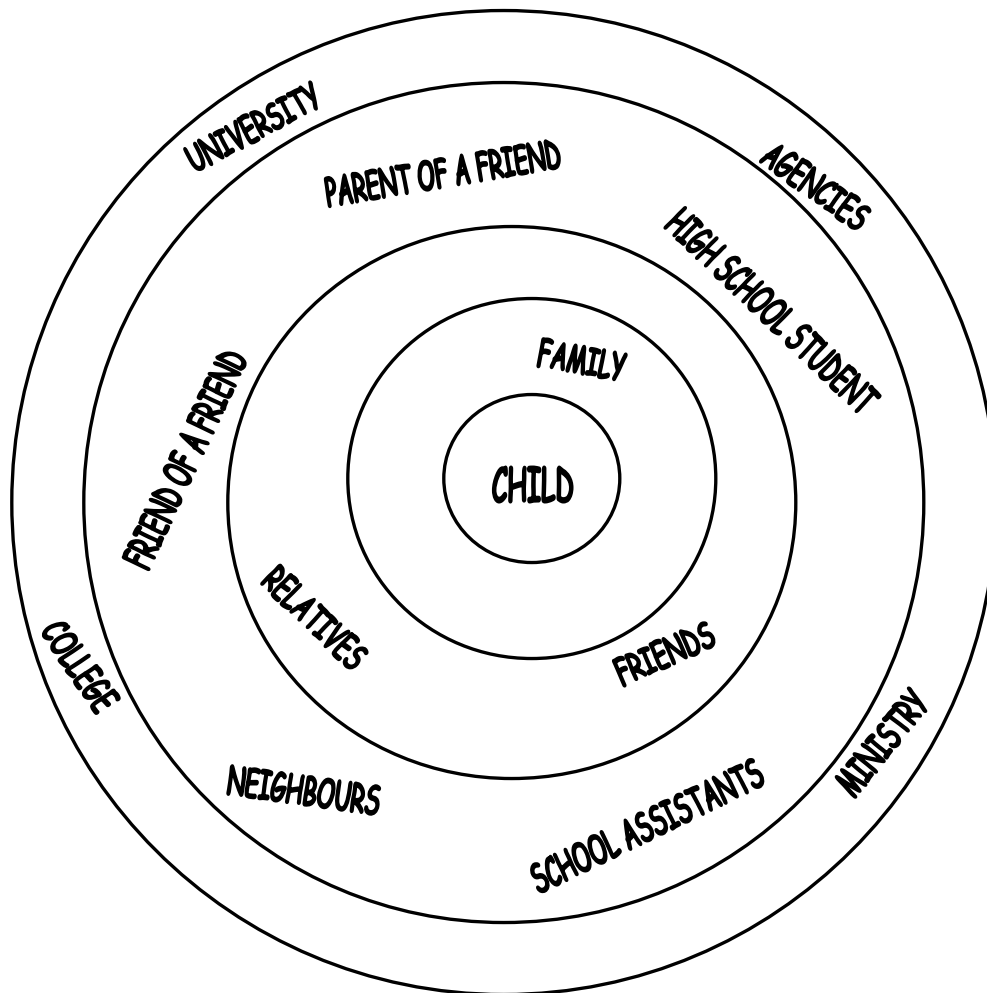 UNIVERSITY
PARENT OF A FRIEND
AGENCIES
HIGH SCHOOL STUDENT
FAMILY
FRIEND OF A FRIEND
CHILD
RELATIVES
FRIENDS
COLLEGE
MINISTRY
NEIGHBOURS
SCHOOL ASSISTANTS